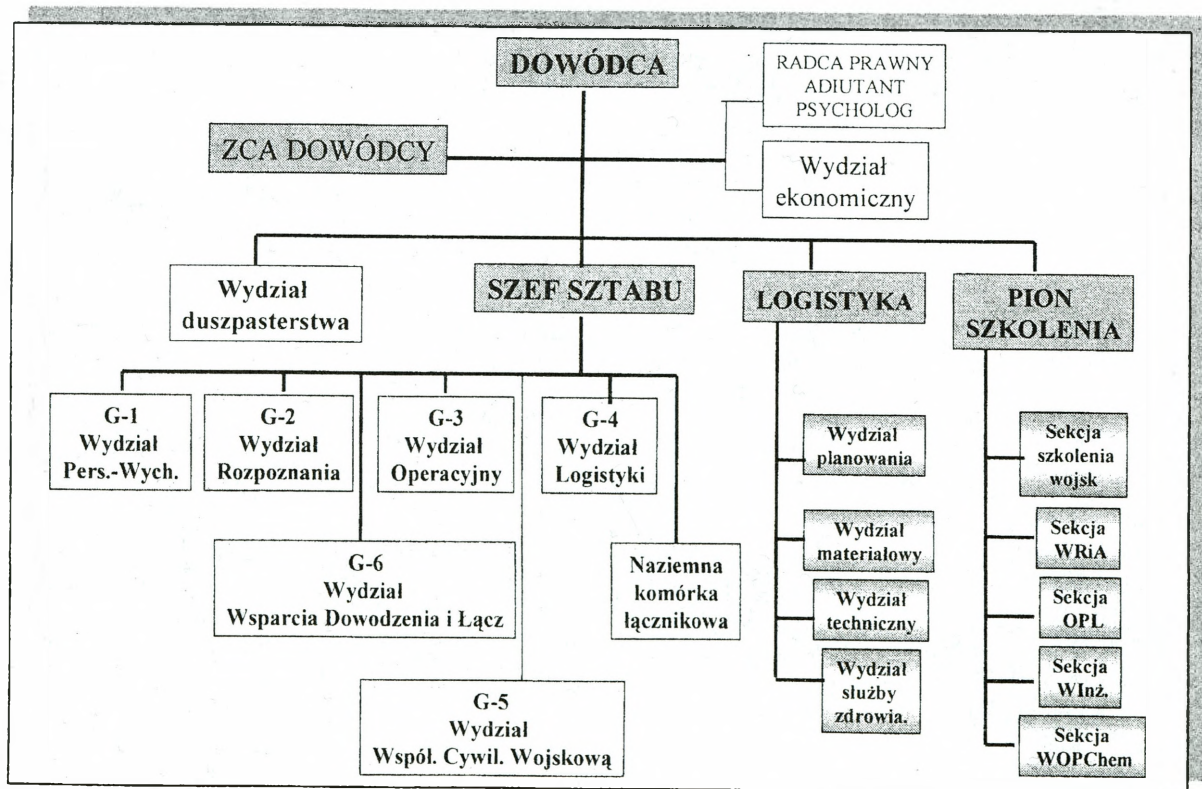 DOWÓDCA
RADCA PRAWNY
ADIUTANT
PSYCHOLOG
ZCA DOWÓDCY
Wydział
ekonomiczny
Wydział
duszpasterstwa
SZEF SZTABU
LOGISTYKA
PION
SZKOLENIA
G-1
Wydział
Pers.-Wych.
G-2
Wydział
Rozpoznania
G-3
Wydział
Operacyjny
G-4
Wydział
Logistyki
G-6
Wydział
Wsparcia Dowodzenia i Łącz
Naziemna
komórka
łącznikowa
G-5
Wydział
Współ. Cywil. Wojskową
Wydział
planowania
Wydział
materiałowy
Wydział
techniczny
Wydział
służby
zdrowia.
Sekcja
szkolenia
wojsk
Sekcja
WRiA
Sekcja
OPL
Sekcja
WInż.
Sekcja
WOPChem